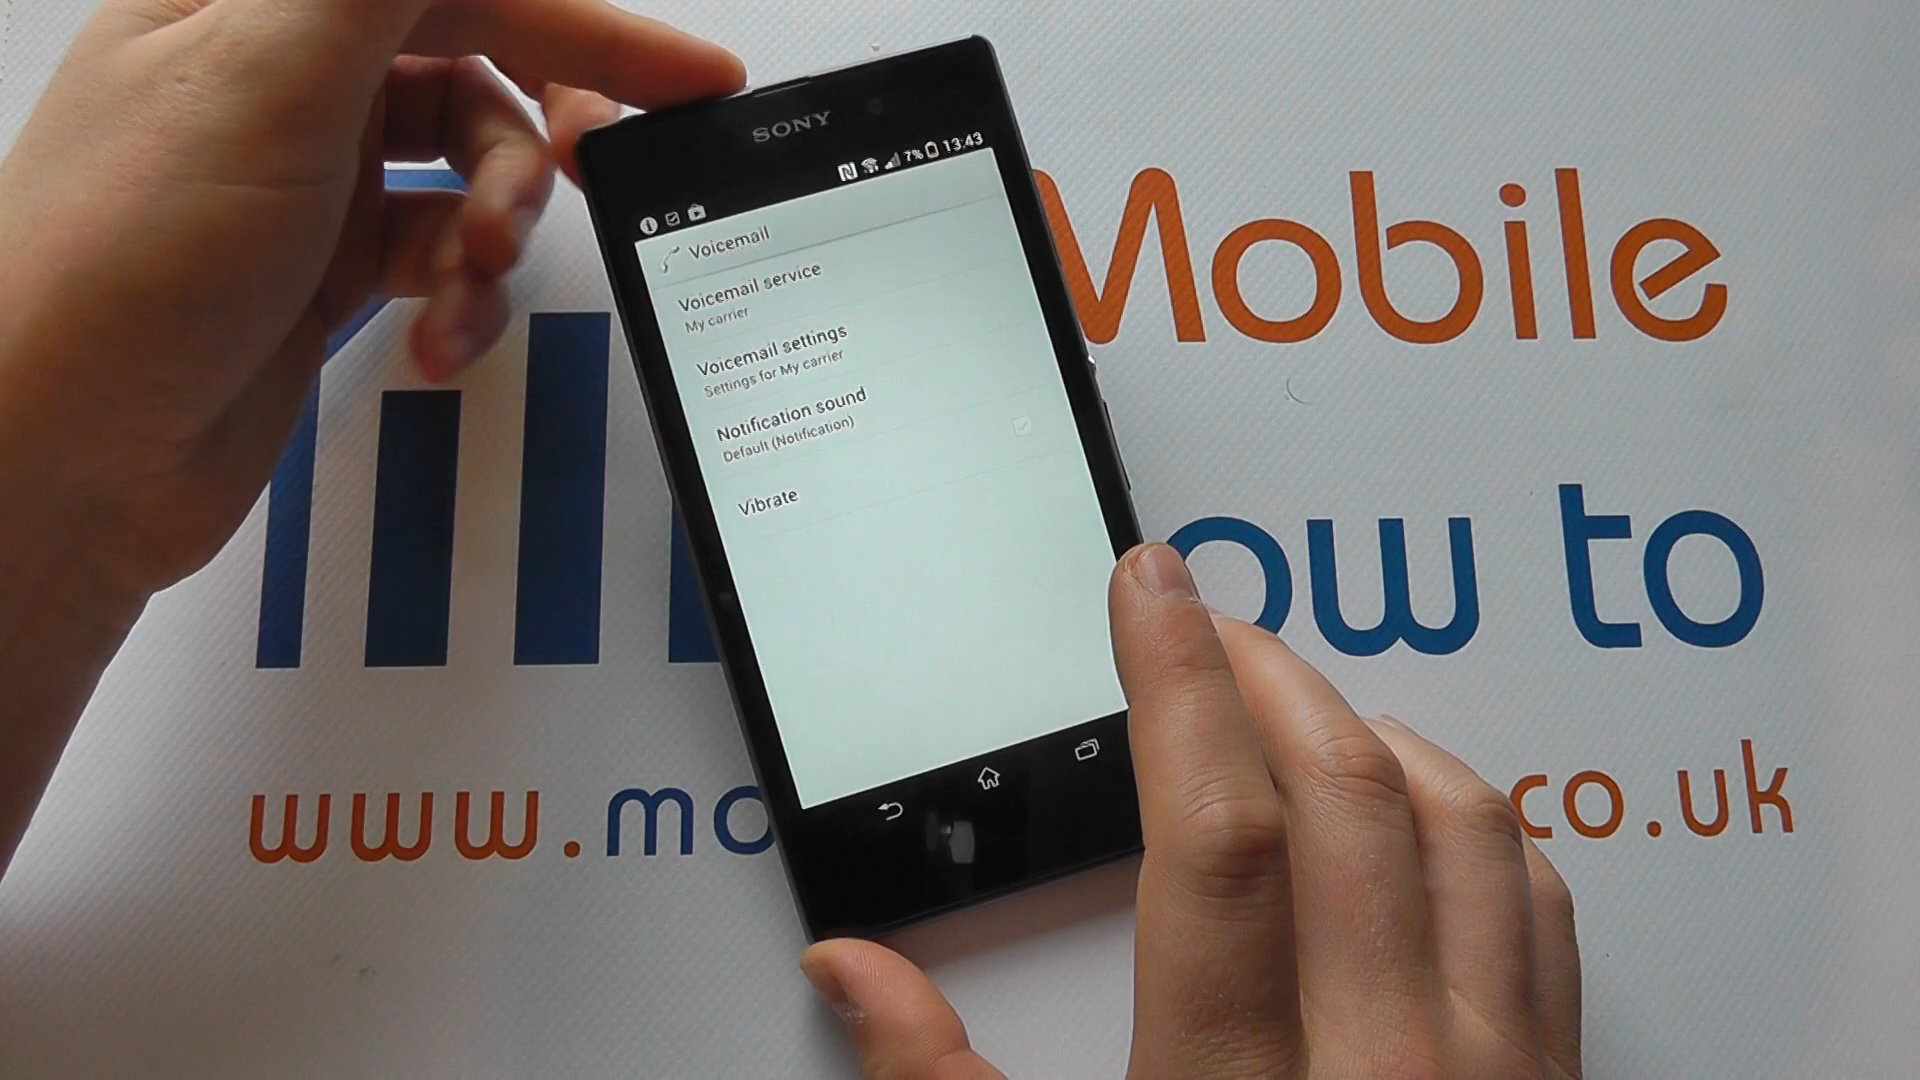 SONY
7% 13:43
Voicemail
Voicemail service
My carrier
Voicemail settings
Settings for My carrier
Notification sound
Default (Notification)
Vibrate
Mobile
ow to
www.mo
co.uk